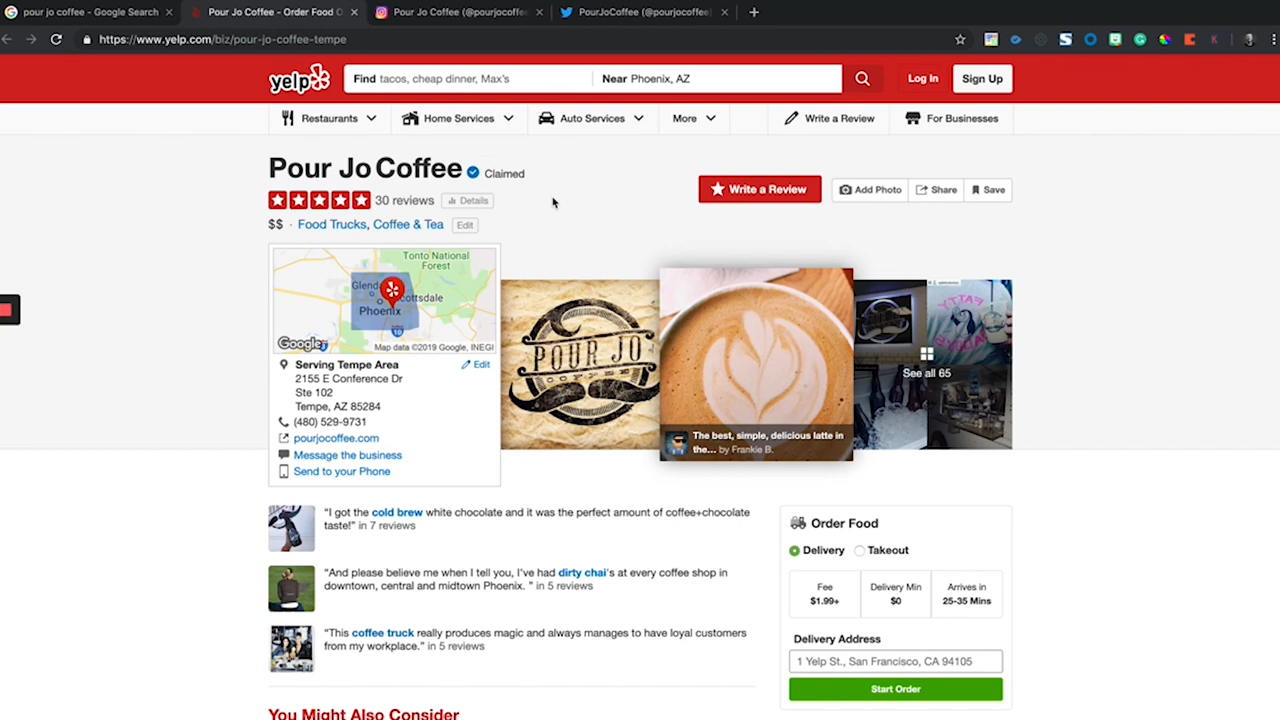 pour jo coffee - Google Search
Pour Jo Coffee - Order Food O
Pour Jo Coffee (@pourjocoffee
PourJoCoffee (@pourjocoffee)
https://www.yelp.com/biz/pour-jo-coffee-tempe
yelp
Find tacos, cheap dinner, Max's
Near Phoenix, AZ
Log In
Sign Up
Restaurants
Home Services
Auto Services
More
Write a Review
For Businesses
Pour Jo Coffee Claimed
30 reviews Details
$$ · Food Trucks, Coffee & Tea Edit
Write a Review
Add Photo
Share
Save
Tonto National
Forest
Glend
cottsdale
Phoenix
10
Google
Map data ©2019 Google, INEGI
Serving Tempe Area
Edit
2155 E Conference Dr
Ste 102
Tempe, AZ 85284
(480) 529-9731
pourjocoffee.com
Message the business
Send to your Phone
POUR JO
COFFEE
The best, simple, delicious latte in
the... by Frankie B.
See all 65
"I got the cold brew white chocolate and it was the perfect amount of coffee+chocolate
taste!" in 7 reviews
"And please believe me when I tell you, I've had dirty chai's at every coffee shop in
downtown, central and midtown Phoenix. " in 5 reviews
"This coffee truck really produces magic and always manages to have loyal customers
from my workplace." in 5 reviews
You Might Also Consider
Order Food
Delivery
Takeout
Fee
$1.99+
Delivery Min
$0
Arrives in
25-35 Mins
Delivery Address
1 Yelp St., San Francisco, CA 94105
Start Order